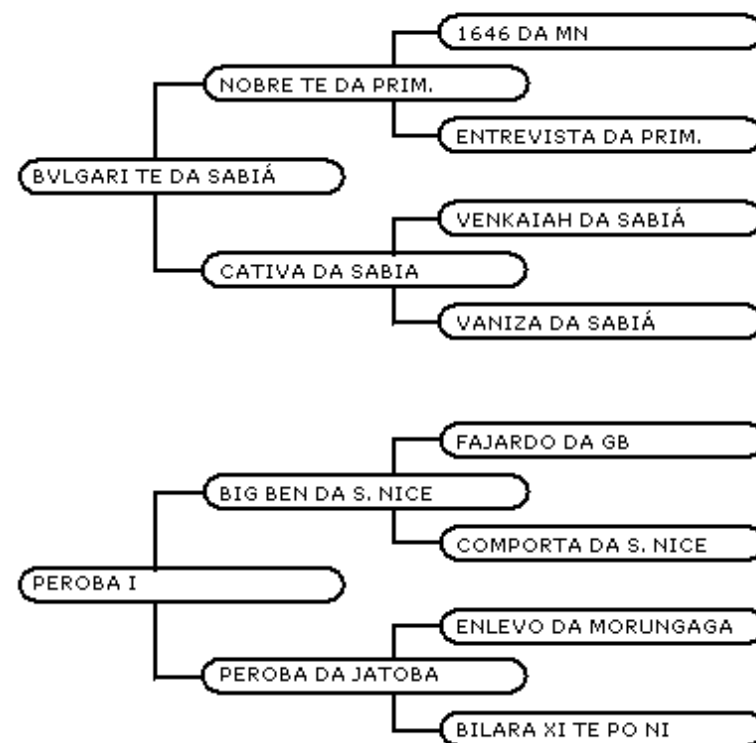 1646 DA MN
NOBRE TE DA PRIM.
ENTREVISTA DA PRIM.
BVLGARI TE DA SABIÁ
VENKAIAH DA SABIÁ
CATIVA DA SABIA
VANIZA DA SABIÁ
FAJARDO DA GB
BIG BEN DA S. NICE
COMPORTA DA S. NICE
PEROBA I
ENLEVO DA MORUNGAGA
PEROBA DA JATOBA
BILARA XI TE PO NI